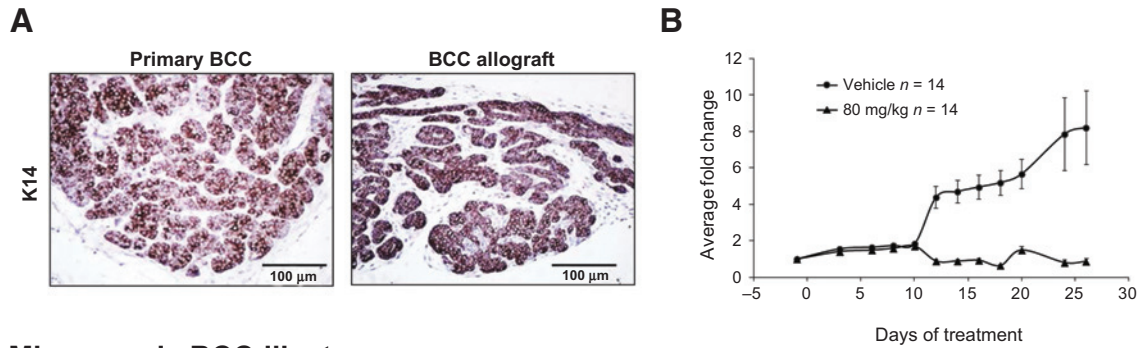 A
B
Primary BCC
BCC allograft
K14
100 μm
100 μm
12
10
8
6
4
2
0
Average fold change
Vehicle n = 14
80 mg/kg n = 14
–5
0
5
10
15
20
25
30
Days of treatment